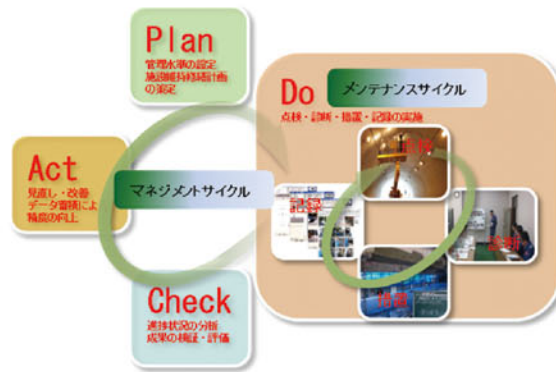 Plan
管理水準の設定
施設維持修繕計画
の策定
Do
メンテナンスサイクル
点検・診断・措置・記録の実施
点検
Act
見直し・改善
データ蓄積によ
精度の向上
マネジメントサイクル
記録
診断
措置
Check
進捗状況の分析
成果の検証・評価